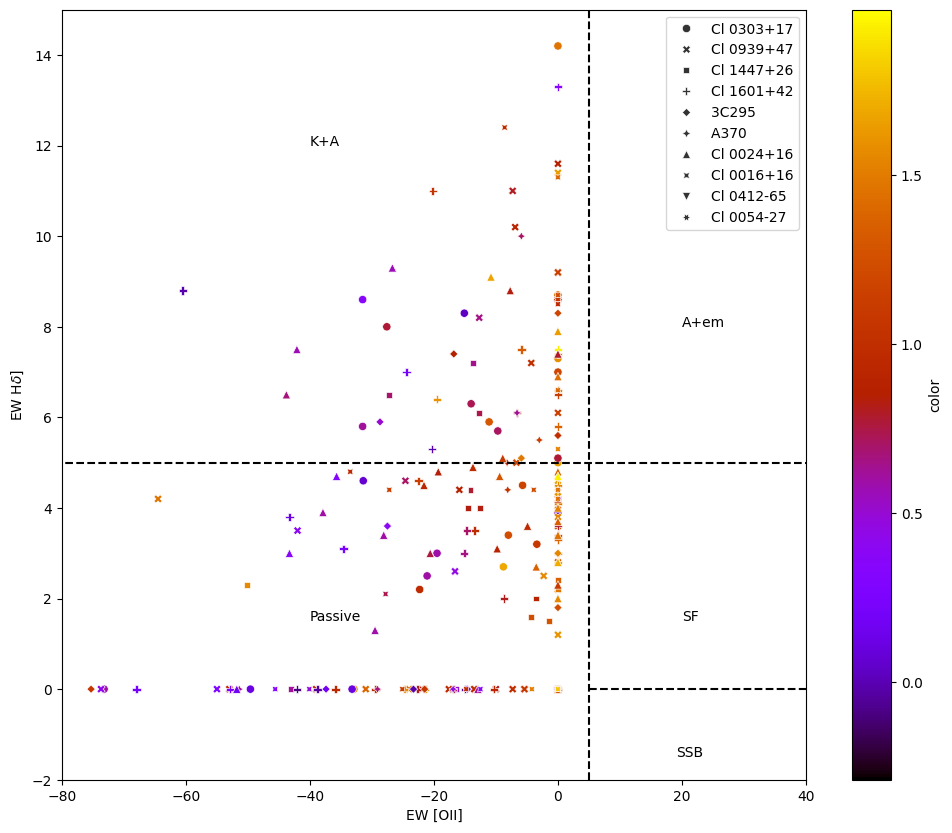 Cl 0303+17
Cl 0939+47
Cl 1447+26
Cl 1601+42
3C295
A370
Cl 0024+16
Cl 0016+16
Cl 0412-65
Cl 0054-27
K+A
A+em
Passive
SF
SSB
14
12
10
8
6
4
2
0
−2
EW Hδ]
−80
−60
−40
−20
0
20
40
EW [OII]
1.5
1.0
0.5
0.0
color